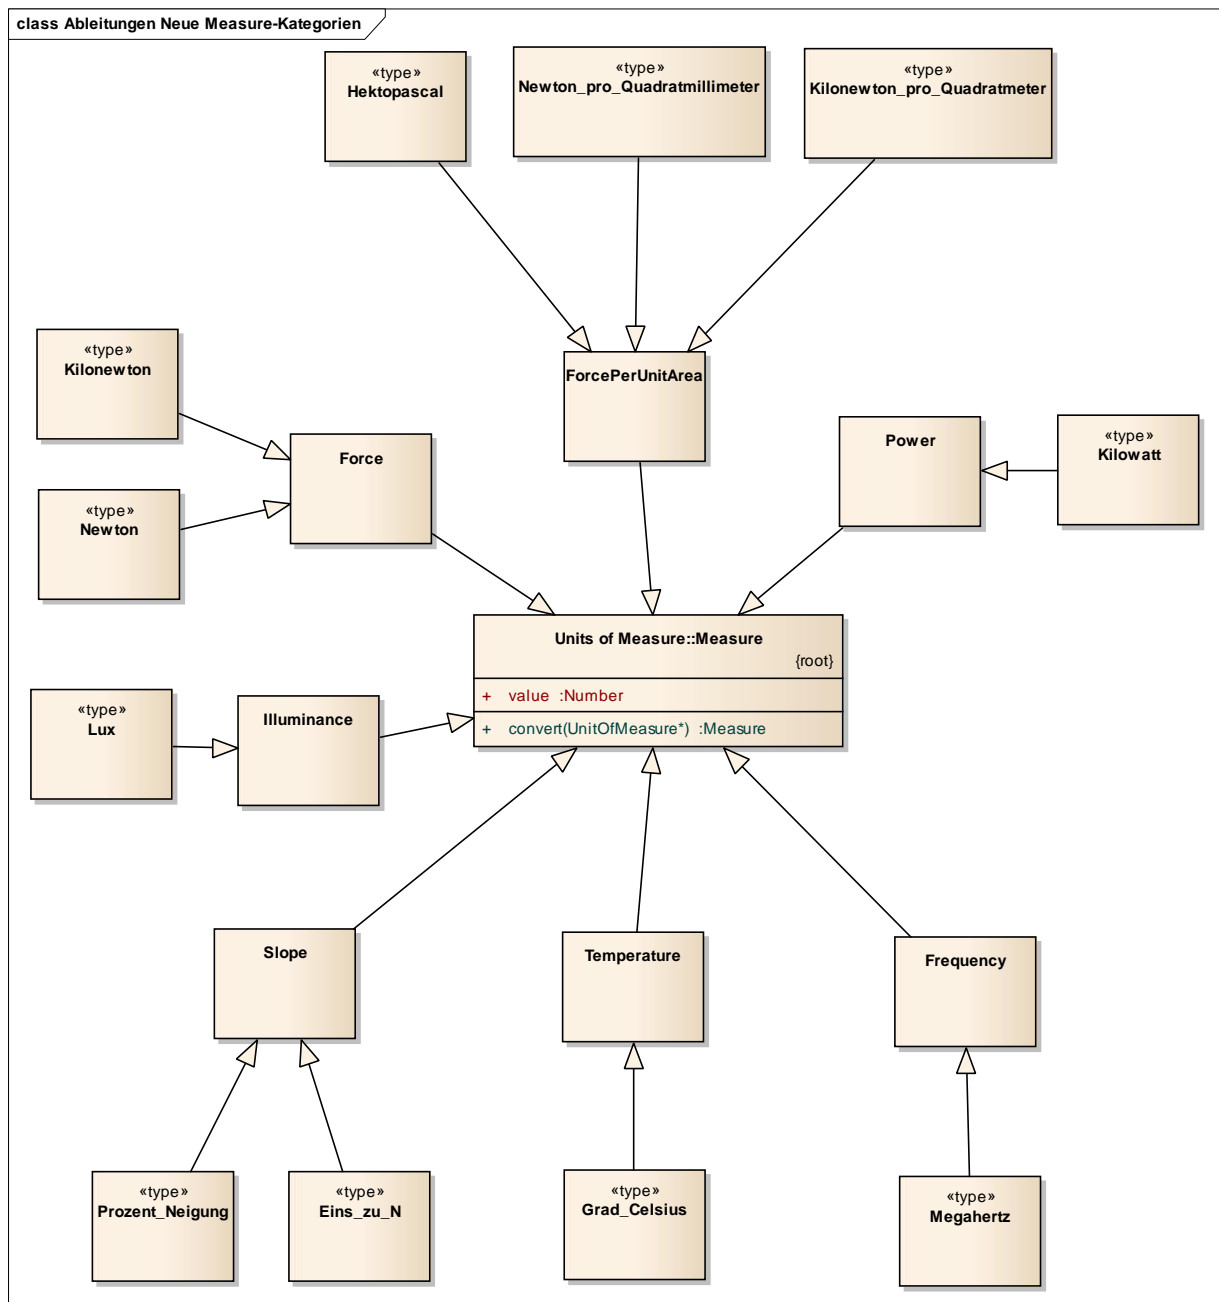 class Ableitungen Neue Measure-Kategorien
«type»
Hektopascal
«type»
Newton_pro_Quadratmillimeter
«type»
Kilonewton_pro_Quadratmeter
«type»
Kilonewton
ForcePerUnitArea
Force
Power
«type»
Kilowatt
«type»
Newton
Units of Measure::Measure
{root}
+ value :Number
+ convert(UnitOfMeasure*) :Measure
«type»
Lux
Illuminance
Slope
Temperature
Frequency
«type»
Prozent_Neigung
«type»
Eins_zu_N
«type»
Grad_Celsius
«type»
Megahertz